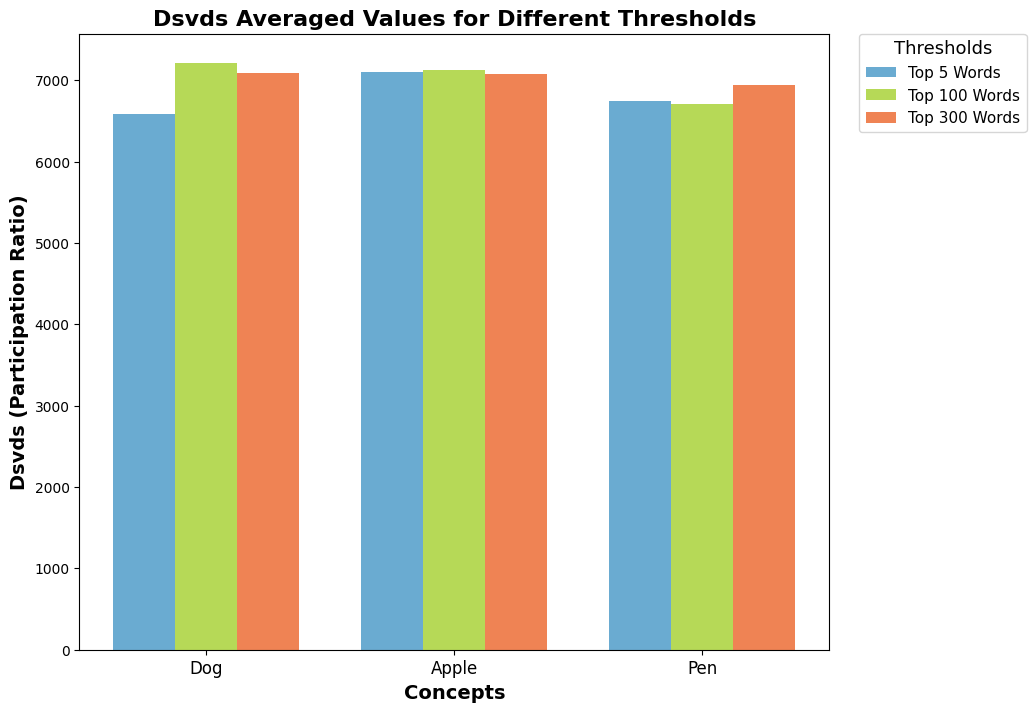 Dsvds Averaged Values for Different Thresholds
Thresholds
Top 5 Words
Top 100 Words
Top 300 Words
Dsvds (Participation Ratio)
7000
6000
5000
4000
3000
2000
1000
0
Dog Apple Pen
Concepts